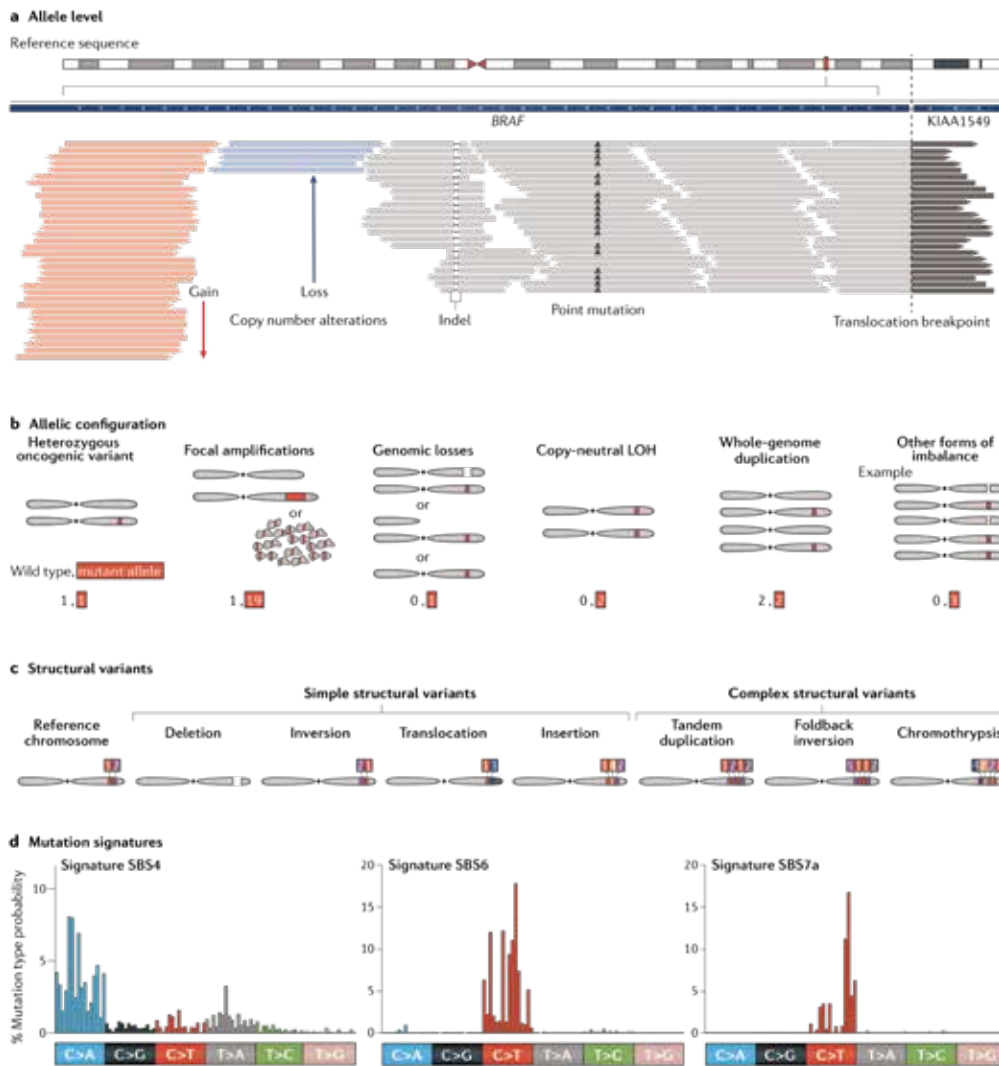 a Allele level
Reference sequence
BRAF
KIAA1549
Gain
Loss
Copy number alterations
Indel
Point mutation
Translocation breakpoint
b Allelic configuration
Heterozygous
oncogenic variant
Focal amplifications
Genomic losses
Copy-neutral LOH
Whole-genome
duplication
Other forms of
imbalance
Example
or
or
or
Wild type, mutant allele
1, 1
1, 19
0, 1
0, 2
2, 2
0, 3
c Structural variants
Simple structural variants
Complex structural variants
Reference
chromosome
Deletion
Inversion
Translocation
Insertion
Tandem
duplication
Foldback
inversion
Chromothrypsis
d Mutation signatures
% Mutation type probability
Signature SBS4
10
5
0
C>A C>G C>T T>A T>C T>G
Signature SBS6
20
15
10
5
0
C>A C>G C>T T>A T>C T>G
Signature SBS7a
20
15
10
5
0
C>A C>G C>T T>A T>C T>G